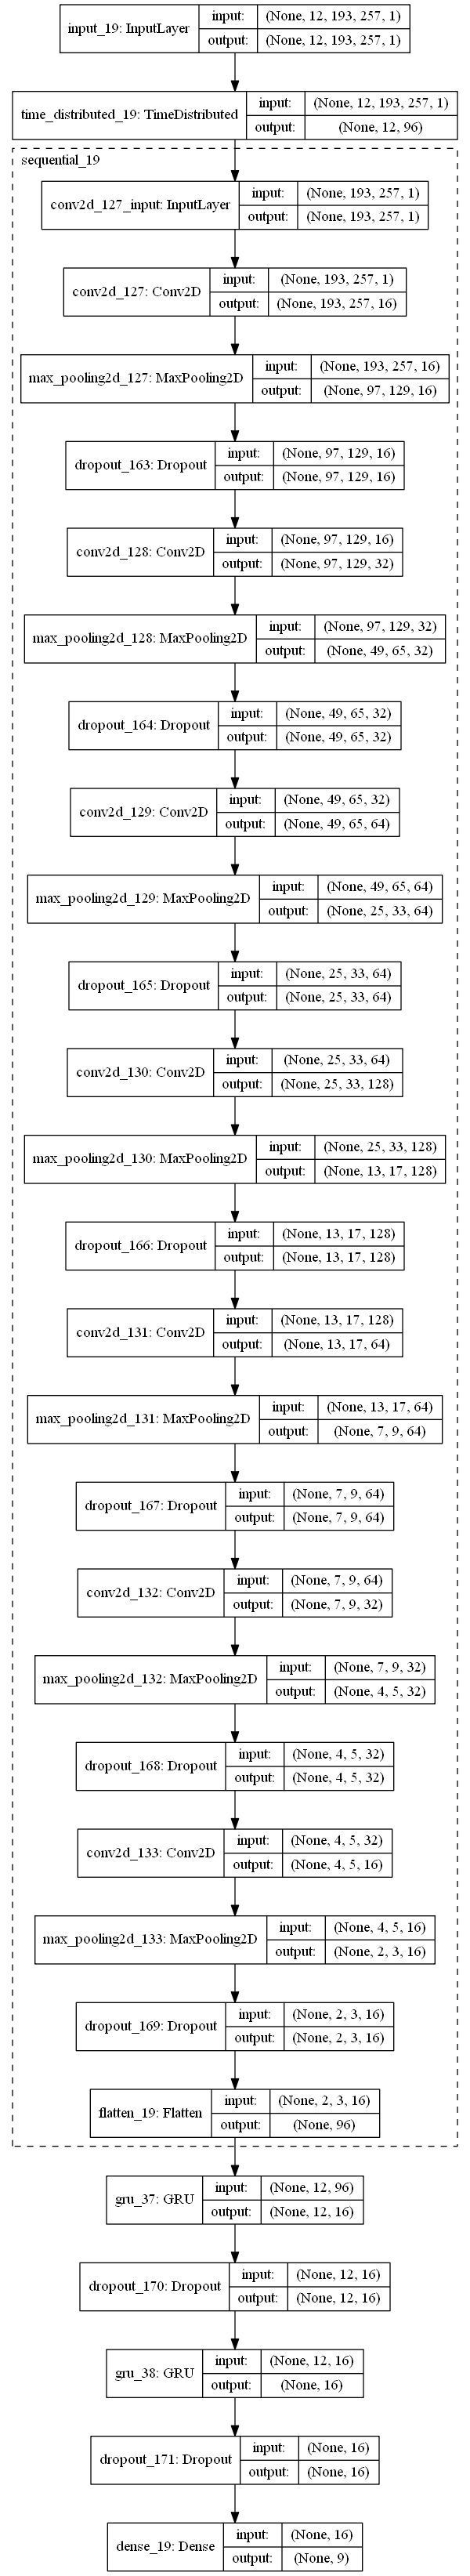 input_19: InputLayer
input: (None, 12, 193, 257, 1)
output: (None, 12, 193, 257, 1)
time_distributed_19: TimeDistributed
input: (None, 12, 193, 257, 1)
output: (None, 12, 96)
sequential_19
conv2d_127_input: InputLayer
input: (None, 193, 257, 1)
output: (None, 193, 257, 1)
conv2d_127: Conv2D
input: (None, 193, 257, 1)
output: (None, 193, 257, 16)
max_pooling2d_127: MaxPooling2D
input: (None, 193, 257, 16)
output: (None, 97, 129, 16)
dropout_163: Dropout
input: (None, 97, 129, 16)
output: (None, 97, 129, 16)
conv2d_128: Conv2D
input: (None, 97, 129, 16)
output: (None, 97, 129, 32)
max_pooling2d_128: MaxPooling2D
input: (None, 97, 129, 32)
output: (None, 49, 65, 32)
dropout_164: Dropout
input: (None, 49, 65, 32)
output: (None, 49, 65, 32)
conv2d_129: Conv2D
input: (None, 49, 65, 32)
output: (None, 49, 65, 64)
max_pooling2d_129: MaxPooling2D
input: (None, 49, 65, 64)
output: (None, 25, 33, 64)
dropout_165: Dropout
input: (None, 25, 33, 64)
output: (None, 25, 33, 64)
conv2d_130: Conv2D
input: (None, 25, 33, 64)
output: (None, 25, 33, 128)
max_pooling2d_130: MaxPooling2D
input: (None, 25, 33, 128)
output: (None, 13, 17, 128)
dropout_166: Dropout
input: (None, 13, 17, 128)
output: (None, 13, 17, 128)
conv2d_131: Conv2D
input: (None, 13, 17, 128)
output: (None, 13, 17, 64)
max_pooling2d_131: MaxPooling2D
input: (None, 13, 17, 64)
output: (None, 7, 9, 64)
dropout_167: Dropout
input: (None, 7, 9, 64)
output: (None, 7, 9, 64)
conv2d_132: Conv2D
input: (None, 7, 9, 64)
output: (None, 7, 9, 32)
max_pooling2d_132: MaxPooling2D
input: (None, 7, 9, 32)
output: (None, 4, 5, 32)
dropout_168: Dropout
input: (None, 4, 5, 32)
output: (None, 4, 5, 32)
conv2d_133: Conv2D
input: (None, 4, 5, 32)
output: (None, 4, 5, 16)
max_pooling2d_133: MaxPooling2D
input: (None, 4, 5, 16)
output: (None, 2, 3, 16)
dropout_169: Dropout
input: (None, 2, 3, 16)
output: (None, 2, 3, 16)
flatten_19: Flatten
input: (None, 2, 3, 16)
output: (None, 96)
gru_37: GRU
input: (None, 12, 96)
output: (None, 12, 16)
dropout_170: Dropout
input: (None, 12, 16)
output: (None, 12, 16)
gru_38: GRU
input: (None, 12, 16)
output: (None, 16)
dropout_171: Dropout
input: (None, 16)
output: (None, 16)
dense_19: Dense
input: (None, 16)
output: (None, 9)